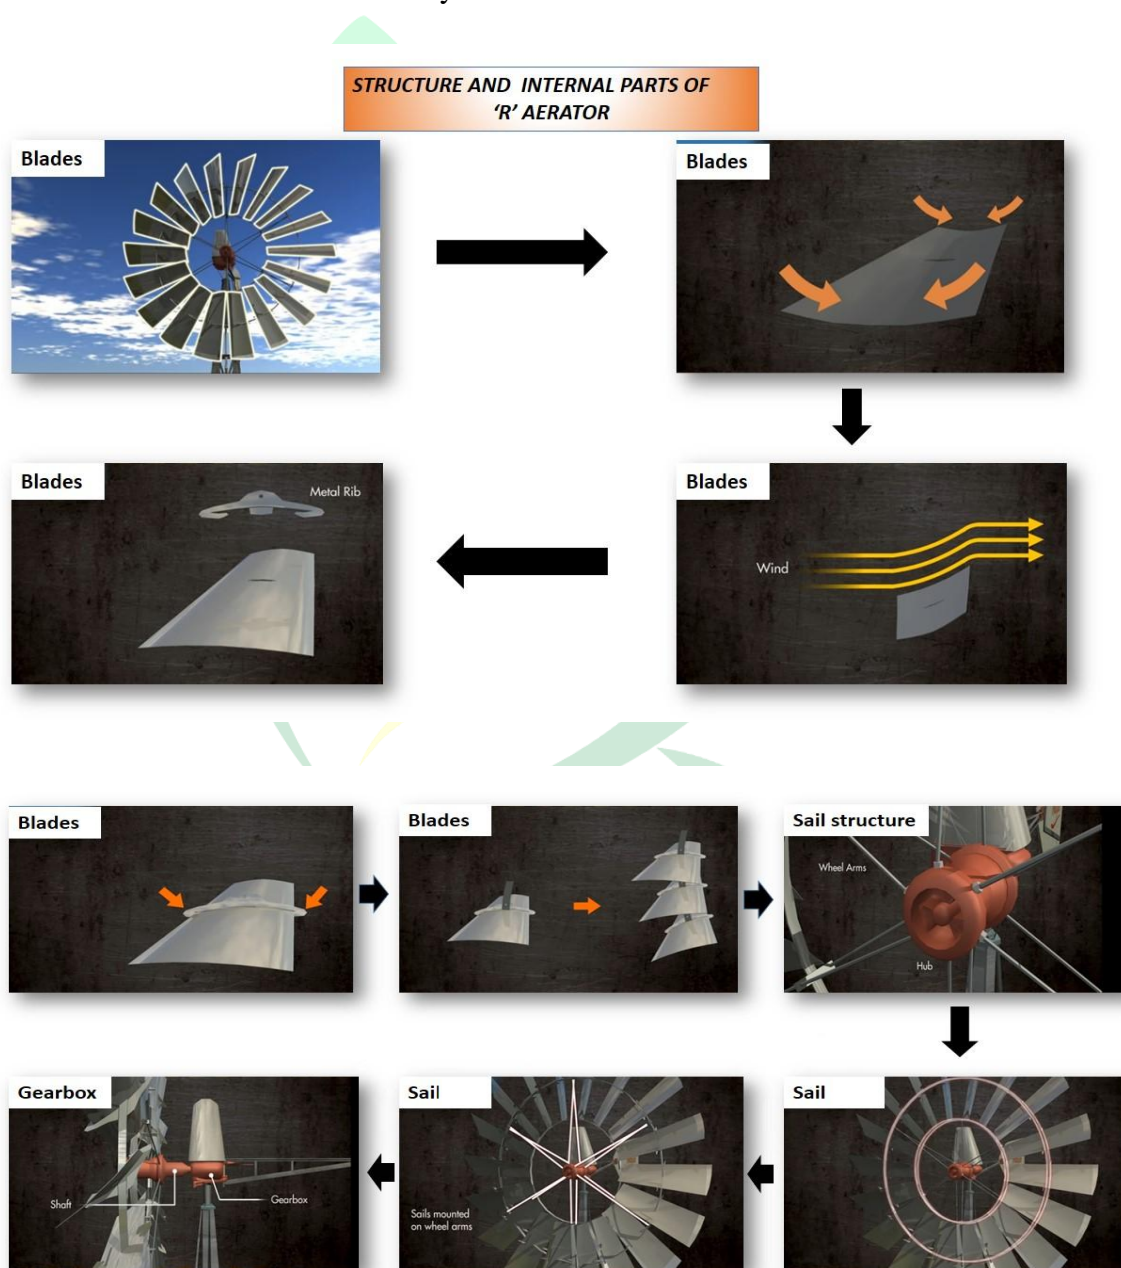 STRUCTURE AND INTERNAL PARTS OF
'R' AERATOR
Blades
Blades
Blades
Metal Rib
Blades
Wind
Blades
Blades
Sail structure
Wheel Arms
Hub
Gearbox
Shaft
Gearbox
Sail
Sails mounted
on wheel arms
Sail